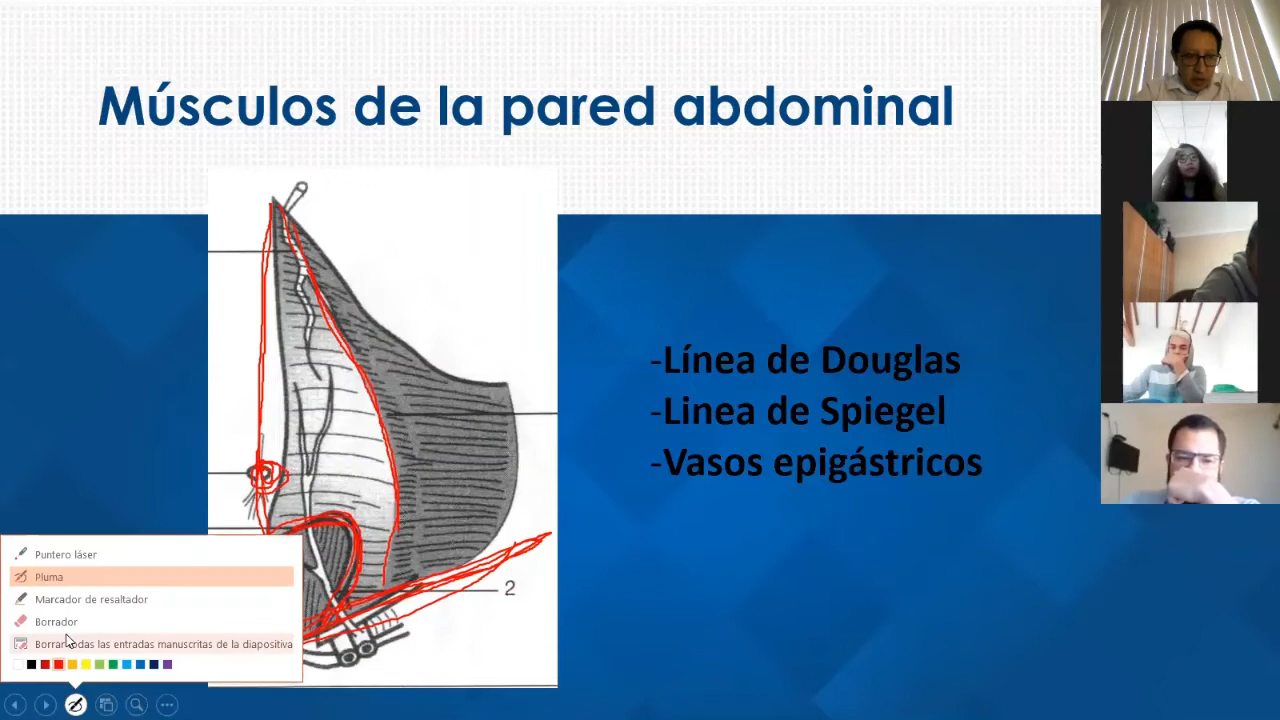 Músculos de la pared abdominal
-Línea de Douglas
-Linea de Spiegel
-Vasos epigástricos
2
Puntero láser
Pluma
Marcador de resaltador
Borrador
Borrar todas las entradas manuscritas de la diapositiva